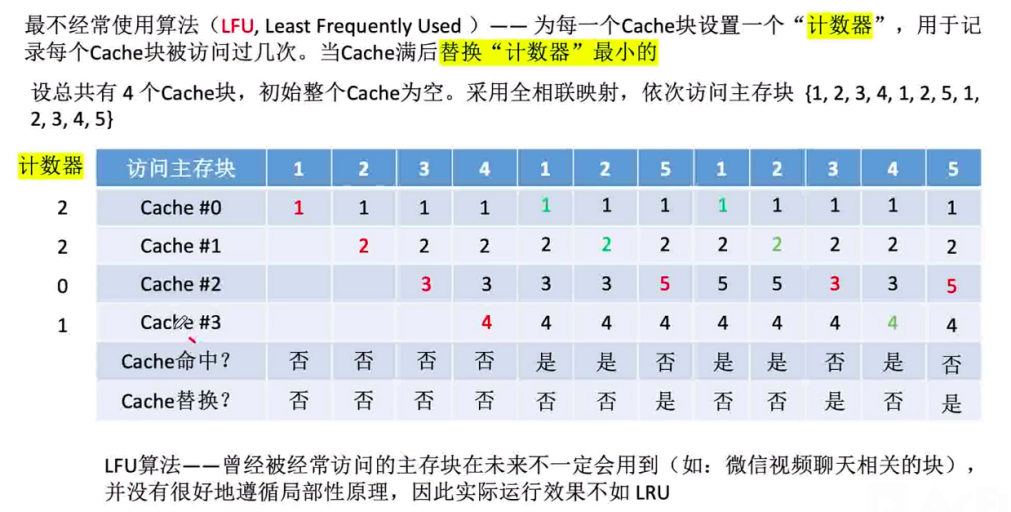 最不经常使用算法（LFU, Least Frequently Used ）—— 为每一个Cache块设置一个“计数器”，用于记
录每个Cache块被访问过几次。当Cache满后替换“计数器”最小的
设总共有 4 个Cache块，初始整个Cache为空。采用全相联映射，依次访问主存块 {1, 2, 3, 4, 1, 2, 5, 1,
2, 3, 4, 5}
计数器 访问主存块 1 2 3 4 1 2 5 1 2 3 4 5
2 Cache #0 1 1 1 1 1 1 1 1 1 1 1 1
2 Cache #1 2 2 2 2 2 2 2 2 2 2 2
0 Cache #2 3 3 3 3 5 5 5 3 3 5
1 Cache #3 4 4 4 4 4 4 4 4 4
Cache命中？ 否 否 否 否 是 是 否 是 是 否 是 否
Cache替换？ 否 否 否 否 否 否 是 否 否 是 否 是
LFU算法——曾经被经常访问的主存块在未来不一定会用到（如：微信视频聊天相关的块），
并没有很好地遵循局部性原理，因此实际运行效果不如 LRU